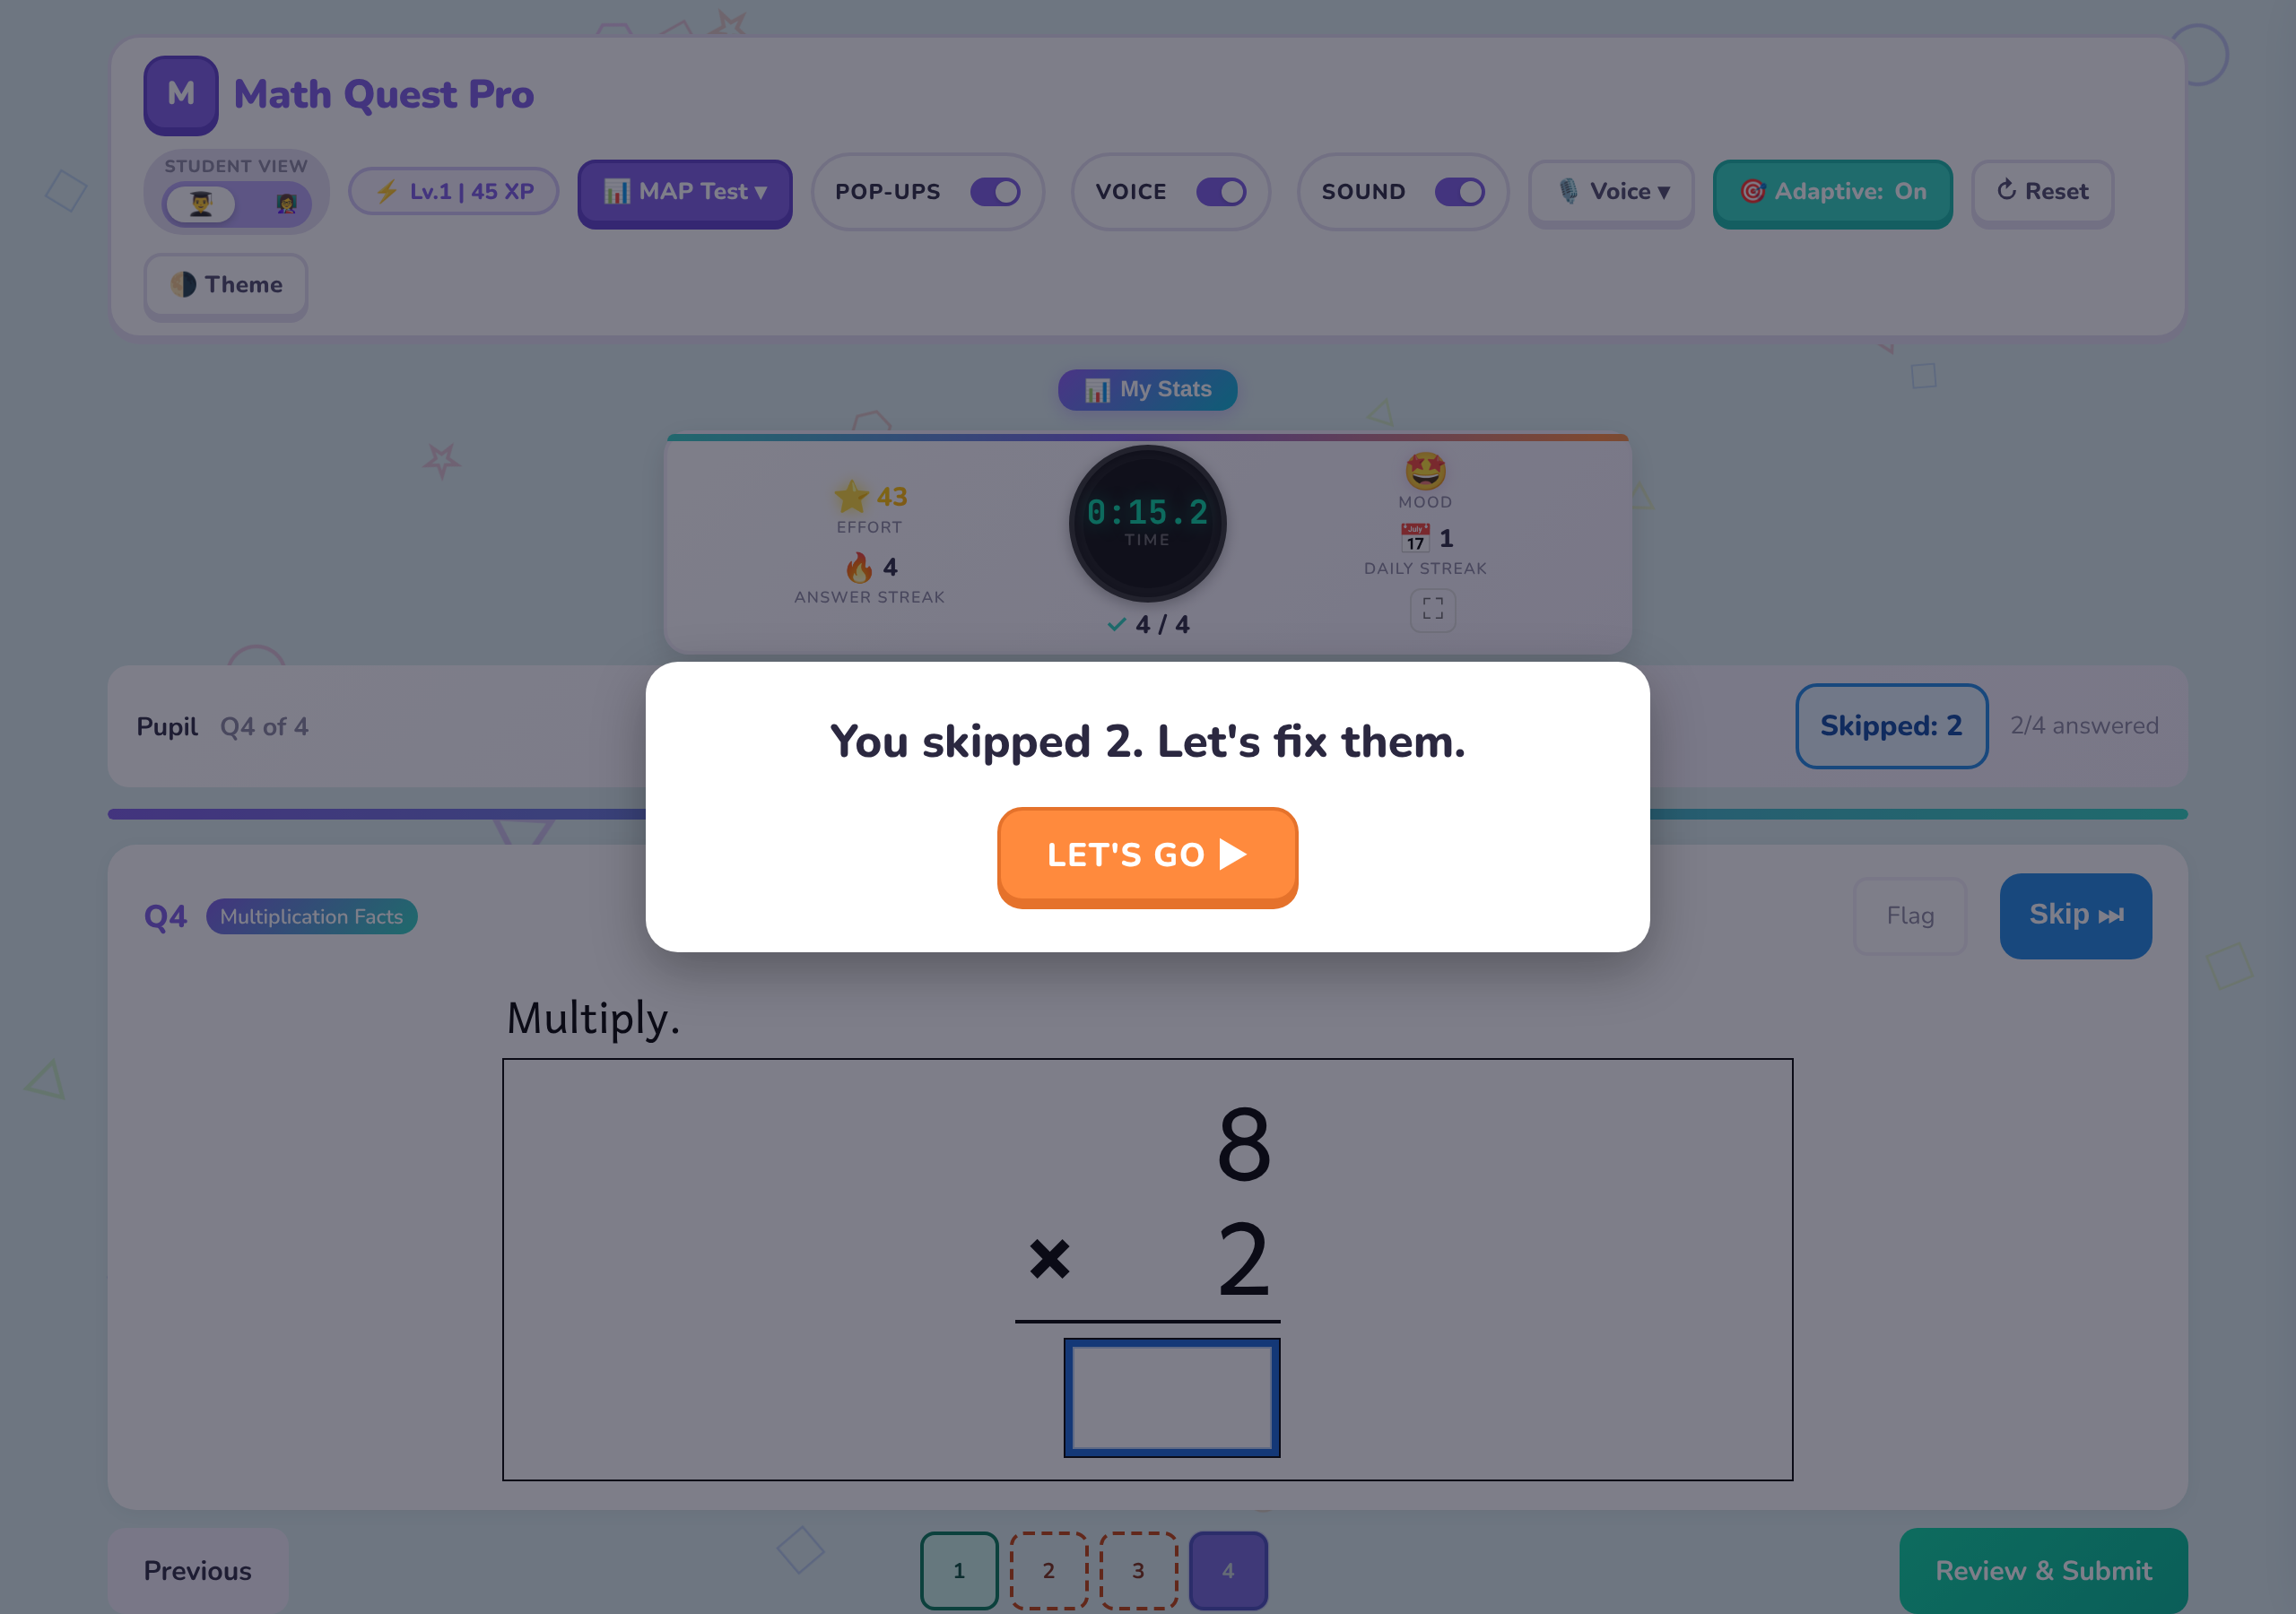 M Math Quest Pro
STUDENT VIEW
⚡ Lv.1 | 45 XP
📊 MAP Test ▾
POP-UPS
VOICE
SOUND
🎙️ Voice ▾
🎯 Adaptive: On
↻ Reset
🌗 Theme
📊 My Stats
⭐ 43
EFFORT
🔥 4
ANSWER STREAK
0:15.2
TIME
✓ 4 / 4
MOOD
📅 1
DAILY STREAK
Pupil Q4 of 4
Skipped: 2
2/4 answered
You skipped 2. Let's fix them.
LET'S GO ▶
Q4 Multiplication Facts
Flag
Skip ⏭
Multiply.
8
× 2
Previous
1 2 3 4
Review & Submit